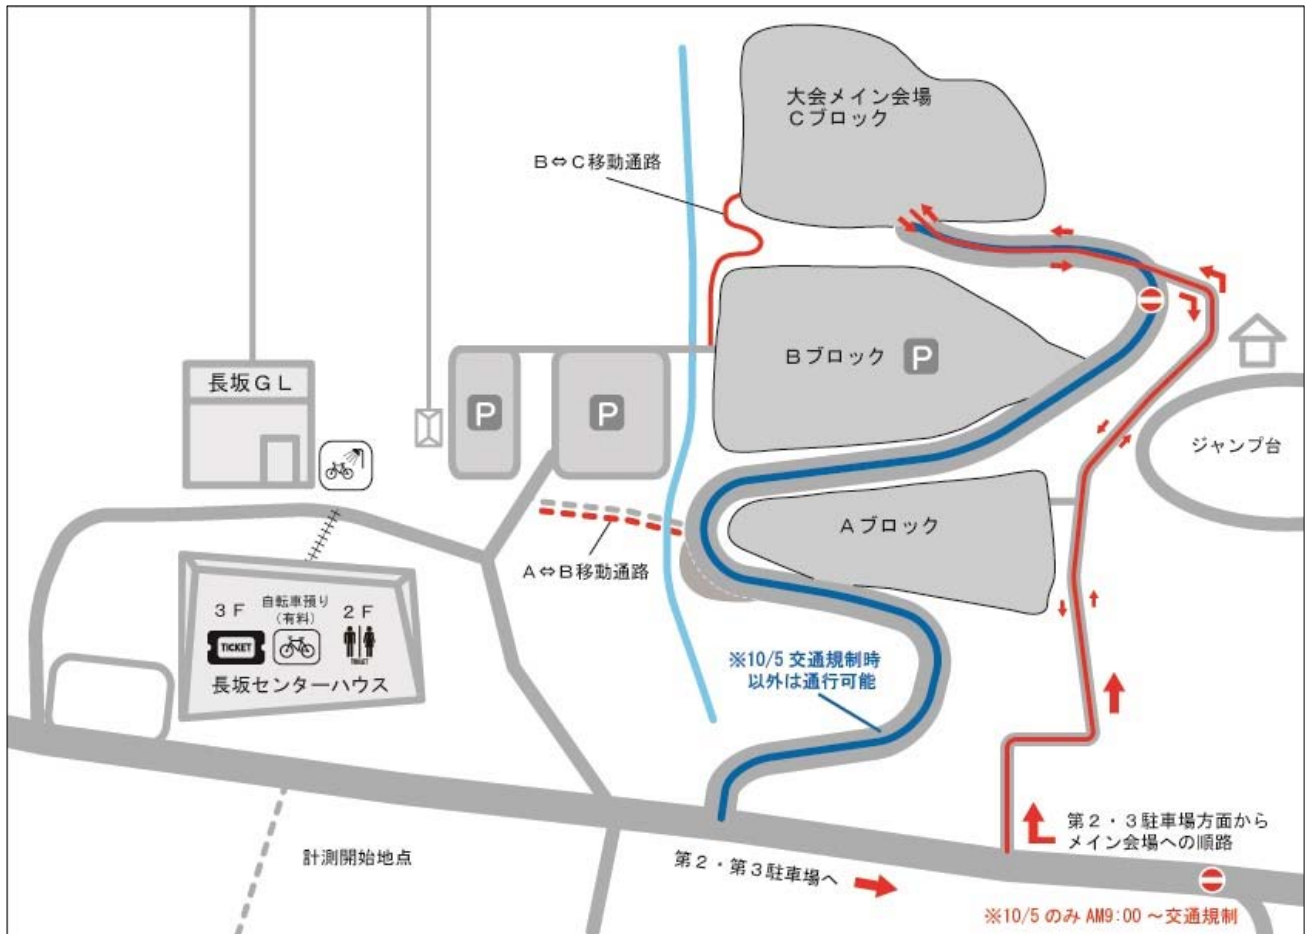 大会メイン会場
Cブロック
B⇔C移動通路
長坂GL
P
P
Bブロック P
ジャンプ台
Aブロック
A⇔B移動通路
3F
自転車預り
(有料)
2F
TICKET
TOILET
長坂センターハウス
※10/5 交通規制時
以外は通行可能
第2・3駐車場方面から
メイン会場への順路
計測開始地点
第2・第3駐車場へ
※10/5 のみ AM9:00 ~交通規制